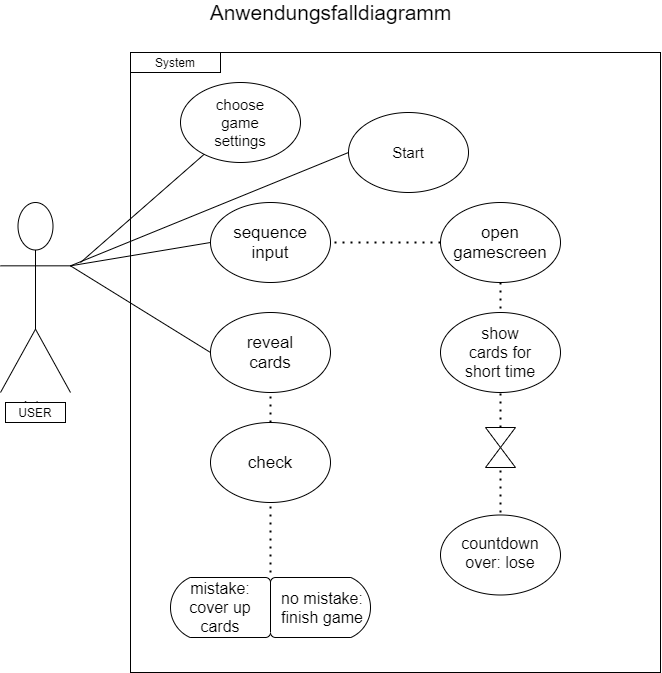 Anwendungsfalldiagramm
System
choose
game
settings
Start
sequence
input
open
gamescreen
reveal
cards
show
cards for
short time
USER
check
countdown
over: lose
mistake:
cover up
cards
no mistake:
finish game